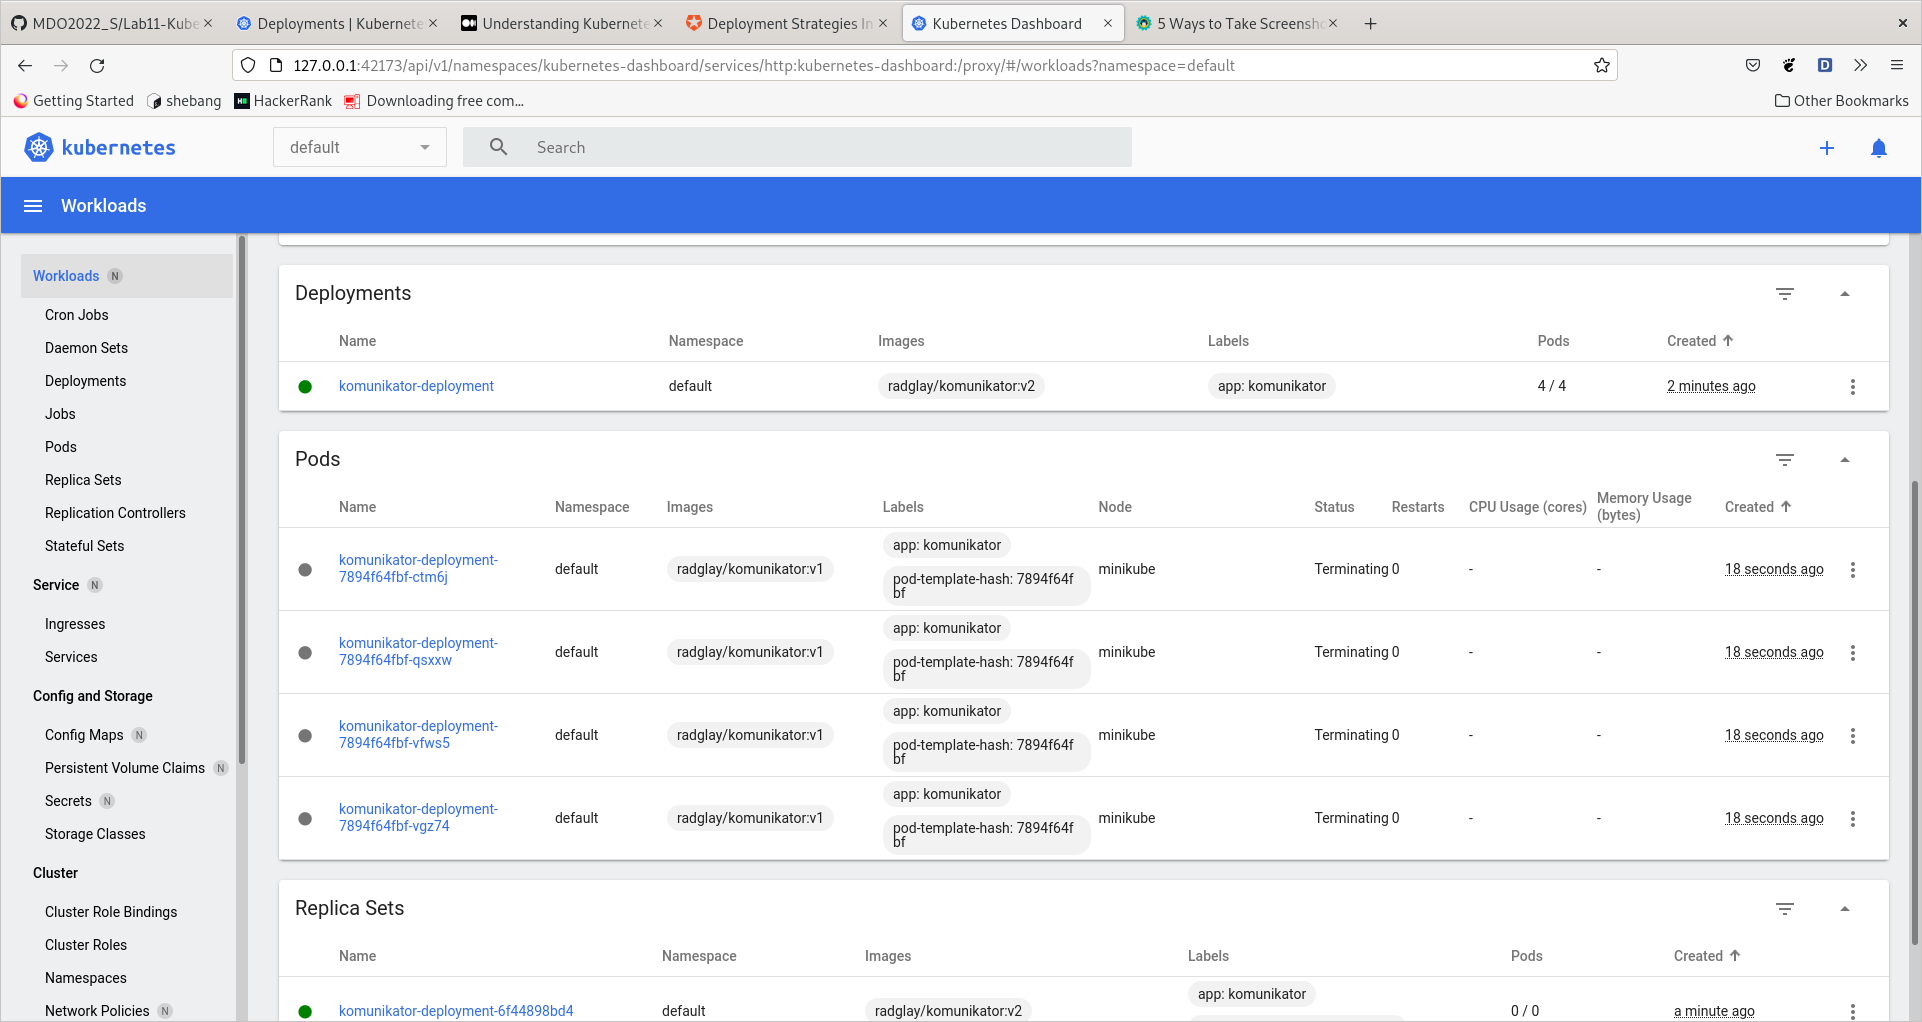 MDO2022_S/Lab11-Kube
Deployments | Kubernete
Understanding Kubernete
Deployment Strategies In
Kubernetes Dashboard
5 Ways to Take Screensho
127.0.0.1:42173/api/v1/namespaces/kubernetes-dashboard/services/http:kubernetes-dashboard:/proxy/#/workloads?namespace=default
Getting Started
shebang
HackerRank
Downloading free com...
Other Bookmarks
kubernetes
default
Search
Workloads
Workloads N
Cron Jobs
Daemon Sets
Deployments
Jobs
Pods
Replica Sets
Replication Controllers
Stateful Sets
Service N
Ingresses
Services
Config and Storage
Config Maps N
Persistent Volume Claims N
Secrets N
Storage Classes
Cluster
Cluster Role Bindings
Cluster Roles
Namespaces
Network Policies N
Deployments
Name Namespace Images Labels Pods Created
komunikator-deployment default radglay/komunikator:v2 app: komunikator 4 / 4 2 minutes ago
Pods
Name Namespace Images Labels Node Status Restarts CPU Usage (cores) Memory Usage (bytes) Created
komunikator-deployment-
7894f64fbf-ctm6j
default radglay/komunikator:v1
app: komunikator
pod-template-hash: 7894f64f
bf
minikube Terminating 0 - - 18 seconds ago
komunikator-deployment-
7894f64fbf-qsxxw
default radglay/komunikator:v1
app: komunikator
pod-template-hash: 7894f64f
bf
minikube Terminating 0 - - 18 seconds ago
komunikator-deployment-
7894f64fbf-vfws5
default radglay/komunikator:v1
app: komunikator
pod-template-hash: 7894f64f
bf
minikube Terminating 0 - - 18 seconds ago
komunikator-deployment-
7894f64fbf-vgz74
default radglay/komunikator:v1
app: komunikator
pod-template-hash: 7894f64f
bf
minikube Terminating 0 - - 18 seconds ago
Replica Sets
Name Namespace Images Labels Pods Created
komunikator-deployment-6f44898bd4 default radglay/komunikator:v2 app: komunikator 0 / 0 a minute ago